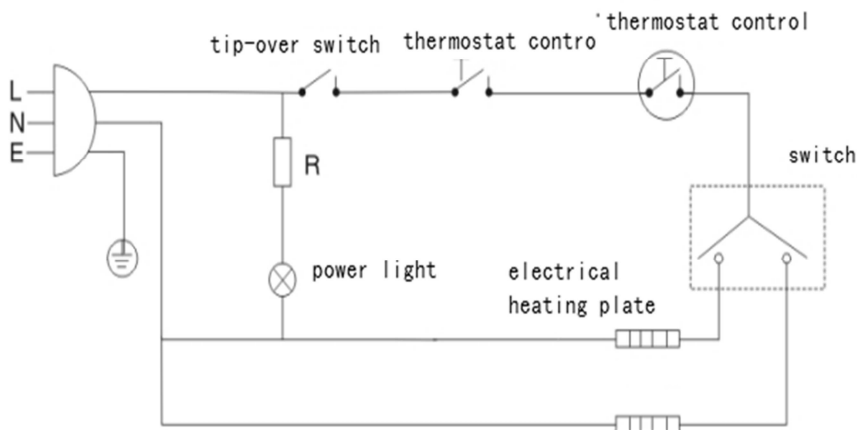 thermostat control
tip-over switch
thermostat contro
L
N
E
switch
R
power light
electrical
heating plate